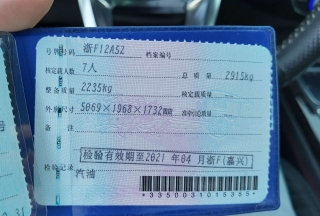 号牌号码 浙F12A5Z 档案编号
核定载人数 7人 总质量 2915kg
整备质量 2235kg 核定载质量 --
外廓尺寸 5069×1968×1732mm 准牵引总质量 --
备注
检验有效期至2021年04月浙F(嘉兴)
检验记录
汽油
*3350031015335*